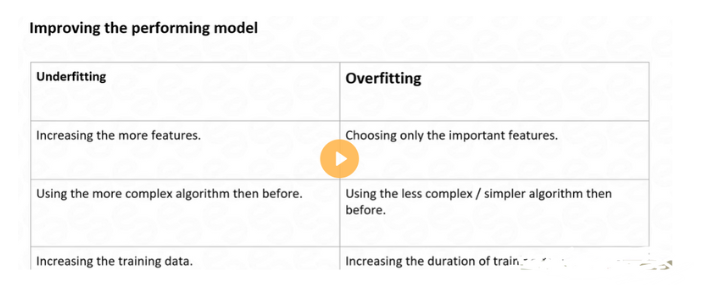 Improving the performing model
Underfitting
Overfitting
Increasing the more features.
Choosing only the important features.
Using the more complex algorithm then before.
Using the less complex / simpler algorithm then
before.
Increasing the training data.
Increasing the duration of